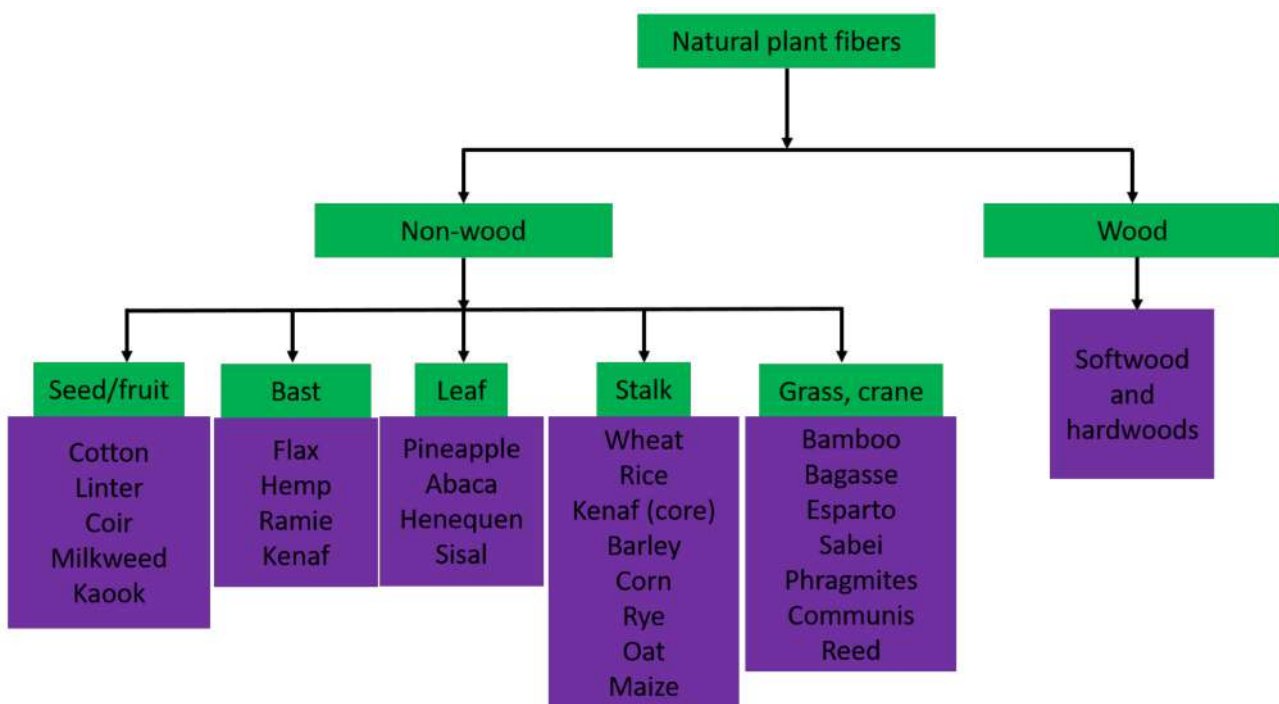 Natural plant fibers
Non-wood
Wood
Seed/fruit
Cotton
Linter
Coir
Milkweed
Kaook
Bast
Flax
Hemp
Ramie
Kenaf
Leaf
Pineapple
Abaca
Henequen
Sisal
Stalk
Wheat
Rice
Kenaf (core)
Barley
Corn
Rye
Oat
Maize
Grass, crane
Bamboo
Bagasse
Esparto
Sabei
Phragmites
Communis
Reed
Softwood
and
hardwoods